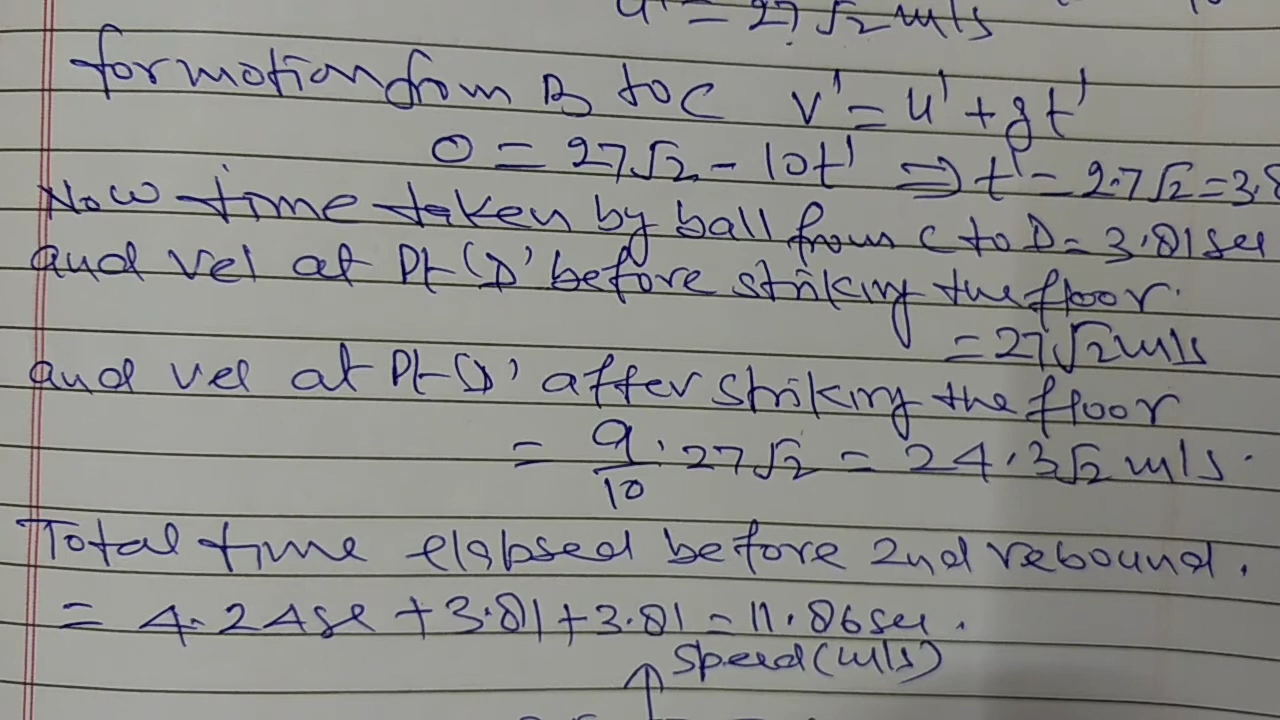 u' = 27√2 m/s
for motion from B to C v' = u' + gt'
0 = 27√2 - 10t' ⇒ t' = 2.7√2 = 3.8
Now time taken by ball from C to D = 3.81 sec
and vel at Pt 'D' before striking the floor.
= 27√2 m/s
and vel at Pt 'D' after striking the floor
= 9/10 . 27√2 = 24.3√2 m/s.
Total time elapsed before 2nd rebound.
= 4.24 se + 3.81 + 3.81 = 11.86 sec.
Speed (m/s)